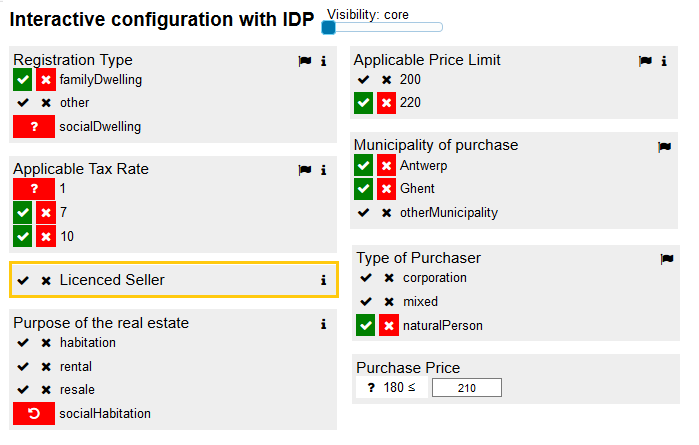 Interactive configuration with IDP
Visibility: core
Registration Type
familyDwelling
other
? socialDwelling
Applicable Tax Rate
? 1
7
10
Licenced Seller
Purpose of the real estate
habitation
rental
resale
socialHabitation
Applicable Price Limit
200
220
Municipality of purchase
Antwerp
Ghent
otherMunicipality
Type of Purchaser
corporation
mixed
naturalPerson
Purchase Price
? 180 ≤ 210